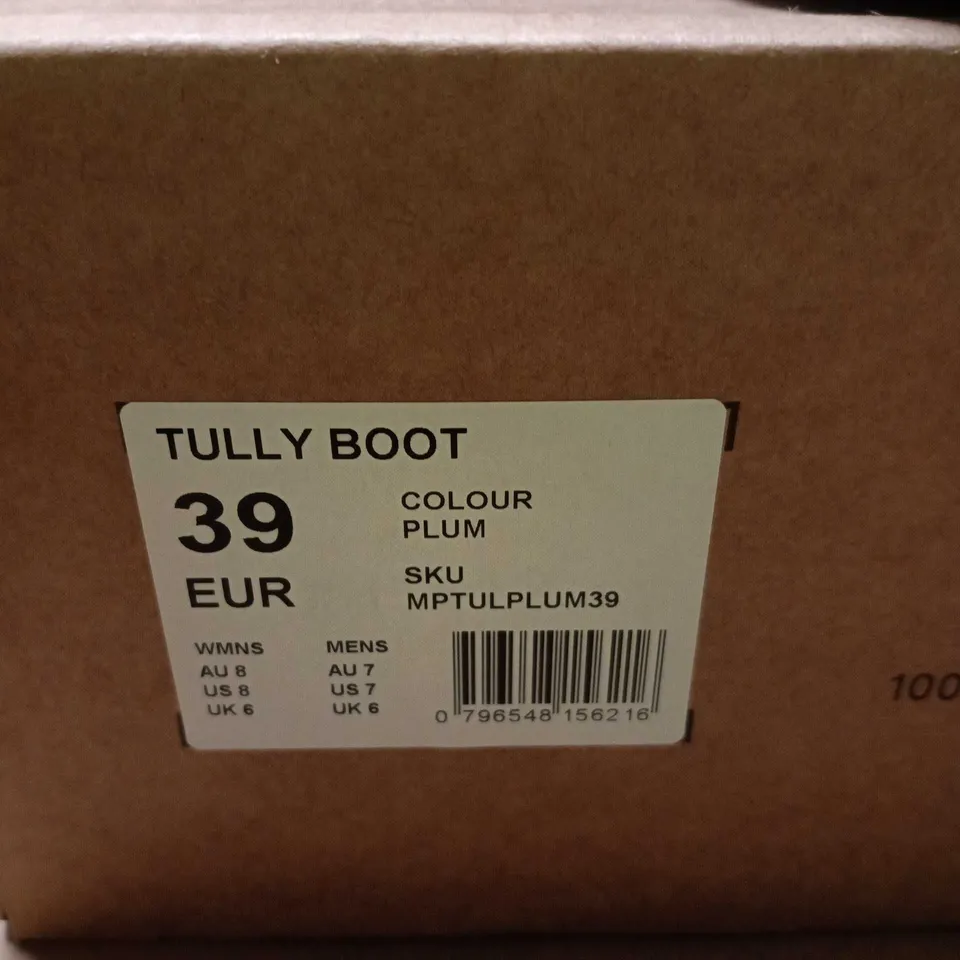 TULLY BOOT
39
EUR
COLOUR
PLUM
SKU
MPTULPLUM39
WMNS
AU 8
US 8
UK 6
MENS
AU 7
US 7
UK 6
0 796548 156216
100